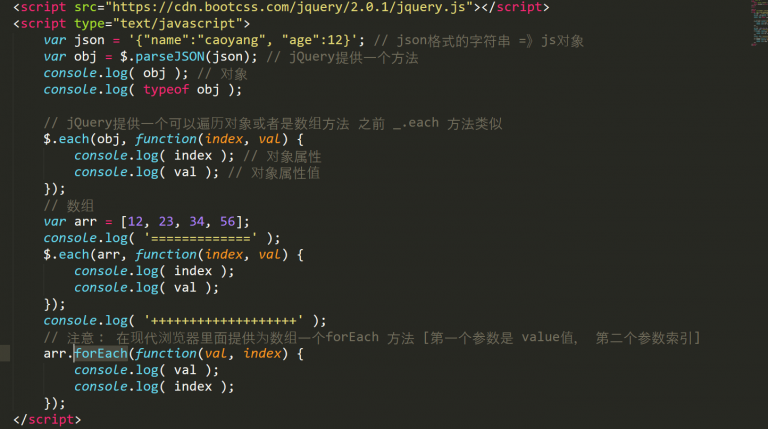 <script src="https://cdn.bootcss.com/jquery/2.0.1/jquery.js"></script>
<script type="text/javascript">
var json = '{"name":"caoyang", "age":12}'; // json格式的字符串 =》js对象
var obj = $.parseJSON(json); // jQuery提供一个方法
console.log( obj ); // 对象
console.log( typeof obj );
// jQuery提供一个可以遍历对象或者是数组方法 之前 _.each 方法类似
$.each(obj, function(index, val) {
console.log( index ); // 对象属性
console.log( val ); // 对象属性值
});
// 数组
var arr = [12, 23, 34, 56];
console.log( '=============' );
$.each(arr, function(index, val) {
console.log( index );
console.log( val );
});
console.log( '+++++++++++++++++++' );
// 注意： 在现代浏览器里面提供为数组一个forEach 方法 [第一个参数是 value值， 第二个参数索引]
arr.forEach(function(val, index) {
console.log( val );
console.log( index );
});
</script>